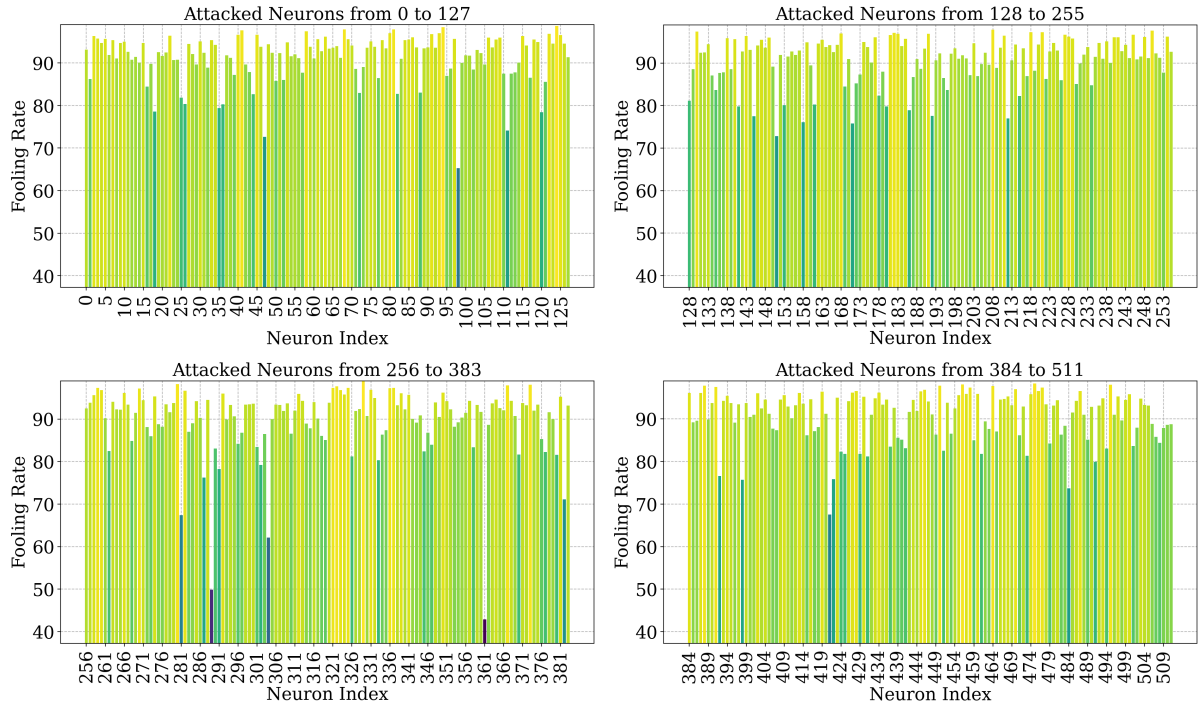 Attacked Neurons from 0 to 127
Fooling Rate
90
80
70
60
50
40
0 5 10 15 20 25 30 35 40 45 50 55 60 65 70 75 80 85 90 95 100 105 110 115 120 125
Neuron Index
Attacked Neurons from 128 to 255
Fooling Rate
90
80
70
60
50
40
128 133 138 143 148 153 158 163 168 173 178 183 188 193 198 203 208 213 218 223 228 233 238 243 248 253
Neuron Index
Attacked Neurons from 256 to 383
Fooling Rate
90
80
70
60
50
40
256 261 266 271 276 281 286 291 296 301 306 311 316 321 326 331 336 341 346 351 356 361 366 371 376 381
Neuron Index
Attacked Neurons from 384 to 511
Fooling Rate
90
80
70
60
50
40
384 389 394 399 404 409 414 419 424 429 434 439 444 449 454 459 464 469 474 479 484 489 494 499 504 509
Neuron Index